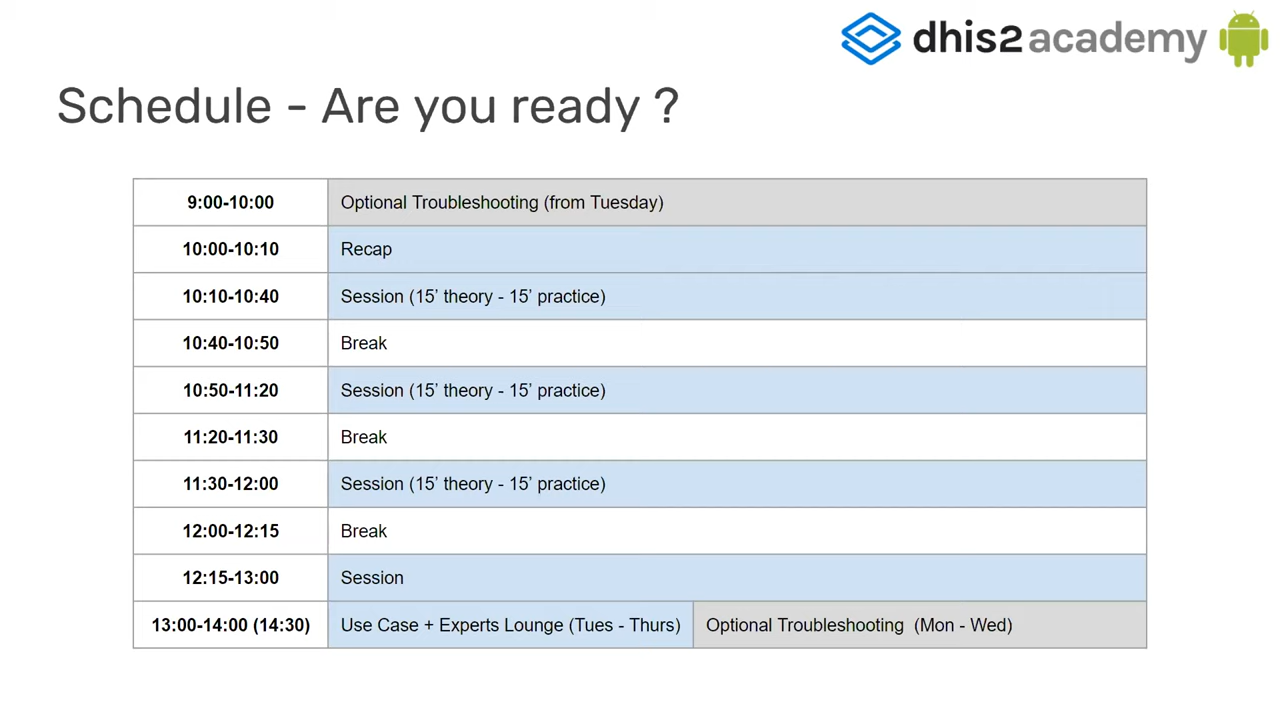 dhis2 academy
Schedule - Are you ready ?
9:00-10:00 Optional Troubleshooting (from Tuesday)
10:00-10:10 Recap
10:10-10:40 Session (15’ theory - 15’ practice)
10:40-10:50 Break
10:50-11:20 Session (15’ theory - 15’ practice)
11:20-11:30 Break
11:30-12:00 Session (15’ theory - 15’ practice)
12:00-12:15 Break
12:15-13:00 Session
13:00-14:00 (14:30) Use Case + Experts Lounge (Tues - Thurs) Optional Troubleshooting (Mon - Wed)